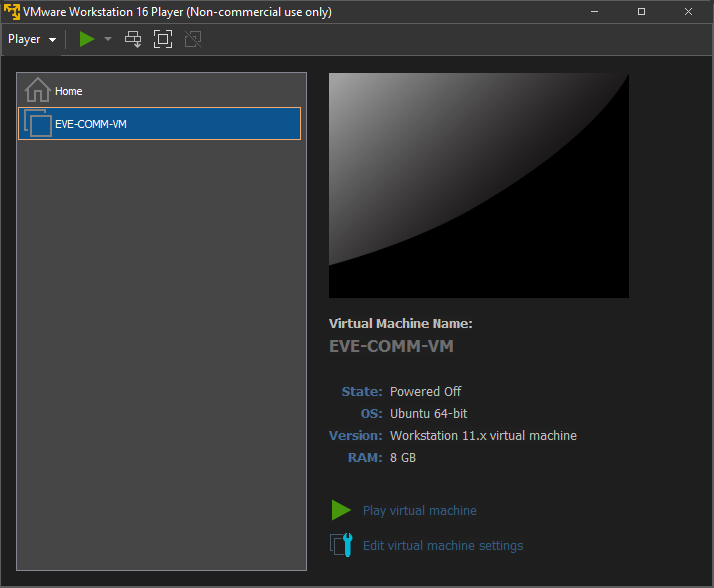 VMware Workstation 16 Player (Non-commercial use only)
Player
Home
EVE-COMM-VM
Virtual Machine Name:
EVE-COMM-VM
State: Powered Off
OS: Ubuntu 64-bit
Version: Workstation 11.x virtual machine
RAM: 8 GB
Play virtual machine
Edit virtual machine settings